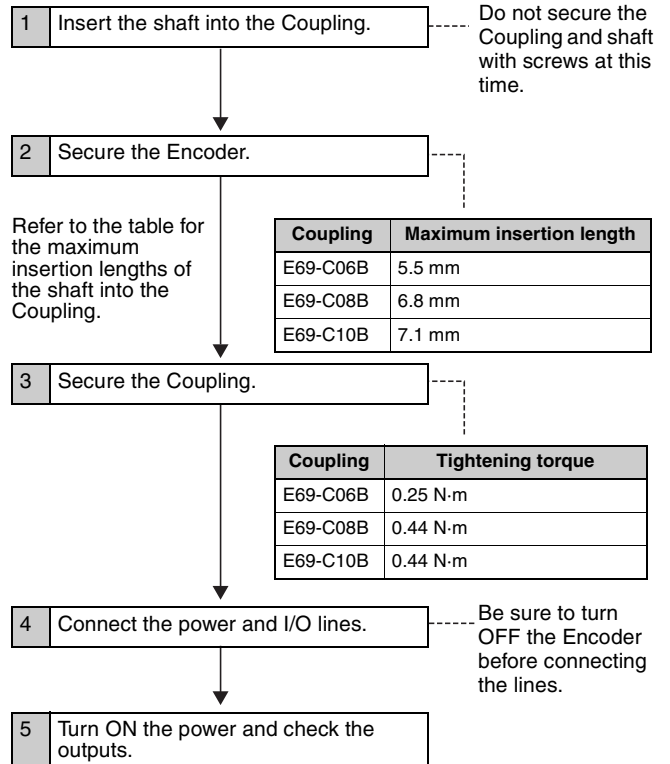 1 Insert the shaft into the Coupling.
Do not secure the
Coupling and shaft
with screws at this
time.
2 Secure the Encoder.
Refer to the table for
the maximum
insertion lengths of
the shaft into the
Coupling.
Coupling Maximum insertion length
E69-C06B 5.5 mm
E69-C08B 6.8 mm
E69-C10B 7.1 mm
3 Secure the Coupling.
Coupling Tightening torque
E69-C06B 0.25 N·m
E69-C08B 0.44 N·m
E69-C10B 0.44 N·m
4 Connect the power and I/O lines.
Be sure to turn
OFF the Encoder
before connecting
the lines.
5 Turn ON the power and check the
outputs.